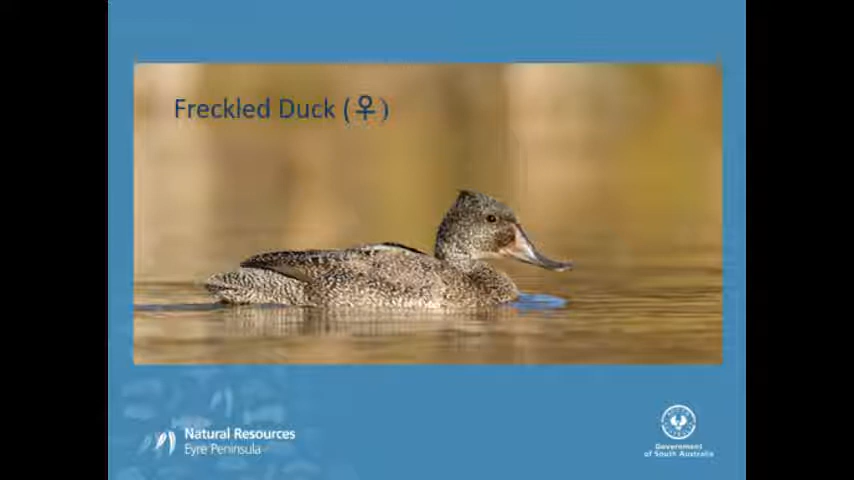 Freckled Duck (♀)
Natural Resources
Eyre Peninsula
Government
of South Australia